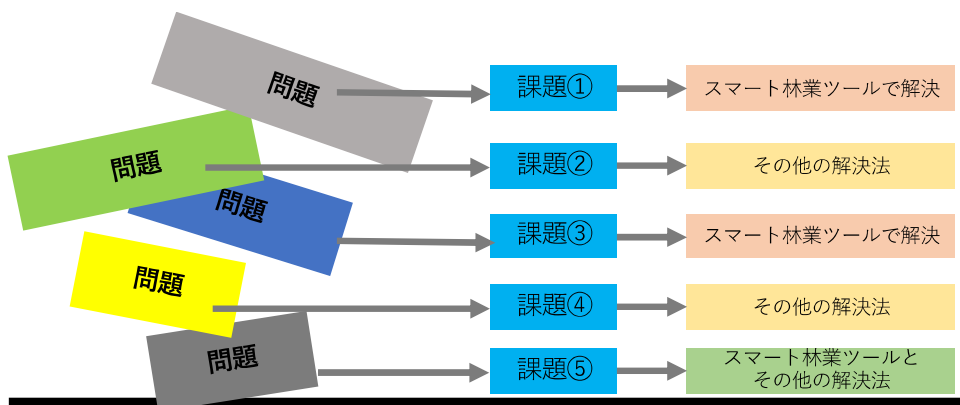 問題
課題①
スマート林業ツールで解決
問題
課題②
その他の解決法
問題
課題③
スマート林業ツールで解決
問題
課題④
その他の解決法
問題
課題⑤
スマート林業ツールと
その他の解決法